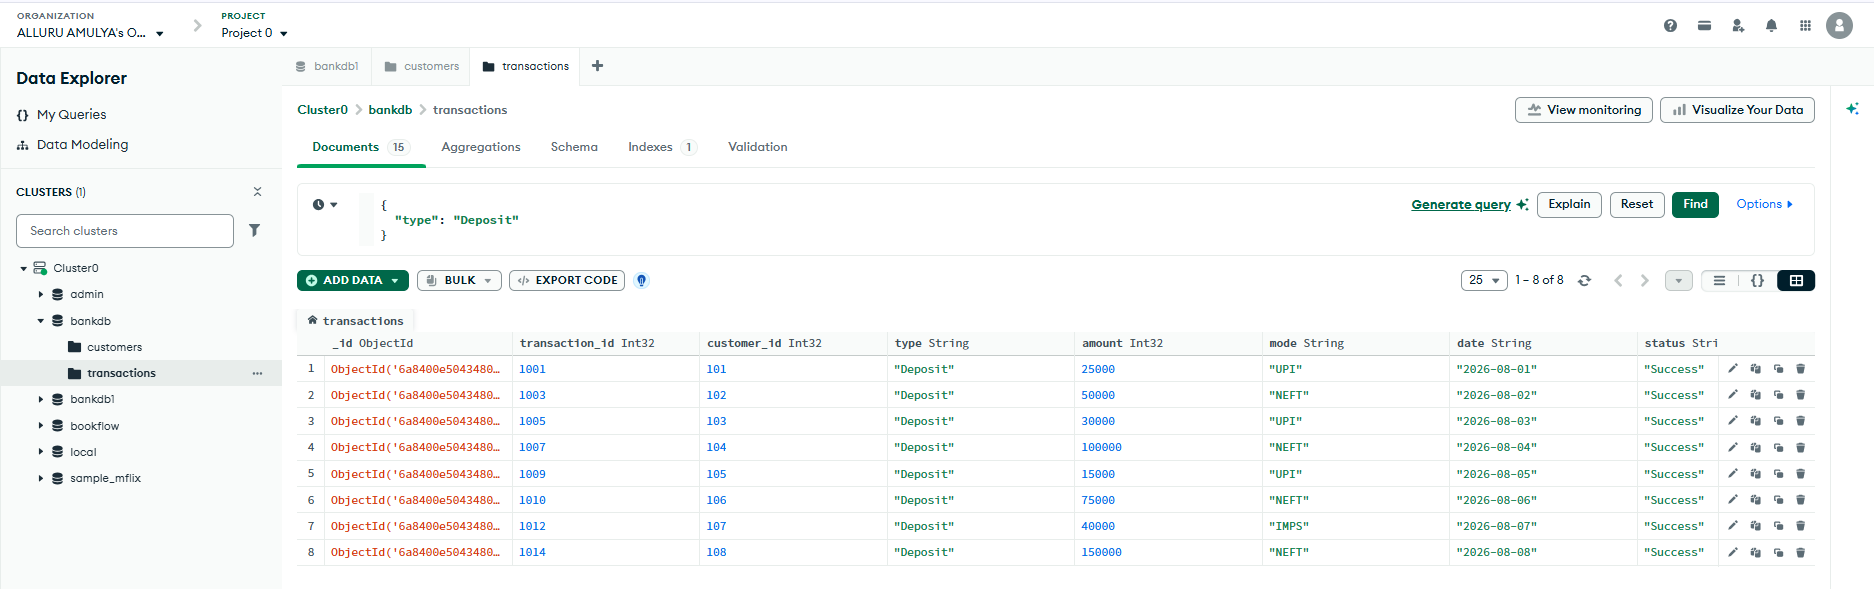 ORGANIZATION
ALLURU AMULYA's O...
PROJECT
Project 0
Data Explorer
My Queries
Data Modeling
CLUSTERS (1)
Search clusters
Cluster0
admin
bankdb
customers
transactions
bankdb1
bookflow
local
sample_mflix
bankdb1 customers transactions
Cluster0 > bankdb > transactions
View monitoring Visualize Your Data
Documents 15 Aggregations Schema Indexes 1 Validation
{
"type": "Deposit"
}
Generate query Explain Reset Find Options
ADD DATA BULK EXPORT CODE 25 1 – 8 of 8
transactions
_id ObjectId transaction_id Int32 customer_id Int32 type String amount Int32 mode String date String status Stri
1 ObjectId('6a8400e5043480... 1001 101 "Deposit" 25000 "UPI" "2026-08-01" "Success"
2 ObjectId('6a8400e5043480... 1003 102 "Deposit" 50000 "NEFT" "2026-08-02" "Success"
3 ObjectId('6a8400e5043480... 1005 103 "Deposit" 30000 "UPI" "2026-08-03" "Success"
4 ObjectId('6a8400e5043480... 1007 104 "Deposit" 100000 "NEFT" "2026-08-04" "Success"
5 ObjectId('6a8400e5043480... 1009 105 "Deposit" 15000 "UPI" "2026-08-05" "Success"
6 ObjectId('6a8400e5043480... 1010 106 "Deposit" 75000 "NEFT" "2026-08-06" "Success"
7 ObjectId('6a8400e5043480... 1012 107 "Deposit" 40000 "IMPS" "2026-08-07" "Success"
8 ObjectId('6a8400e5043480... 1014 108 "Deposit" 150000 "NEFT" "2026-08-08" "Success"